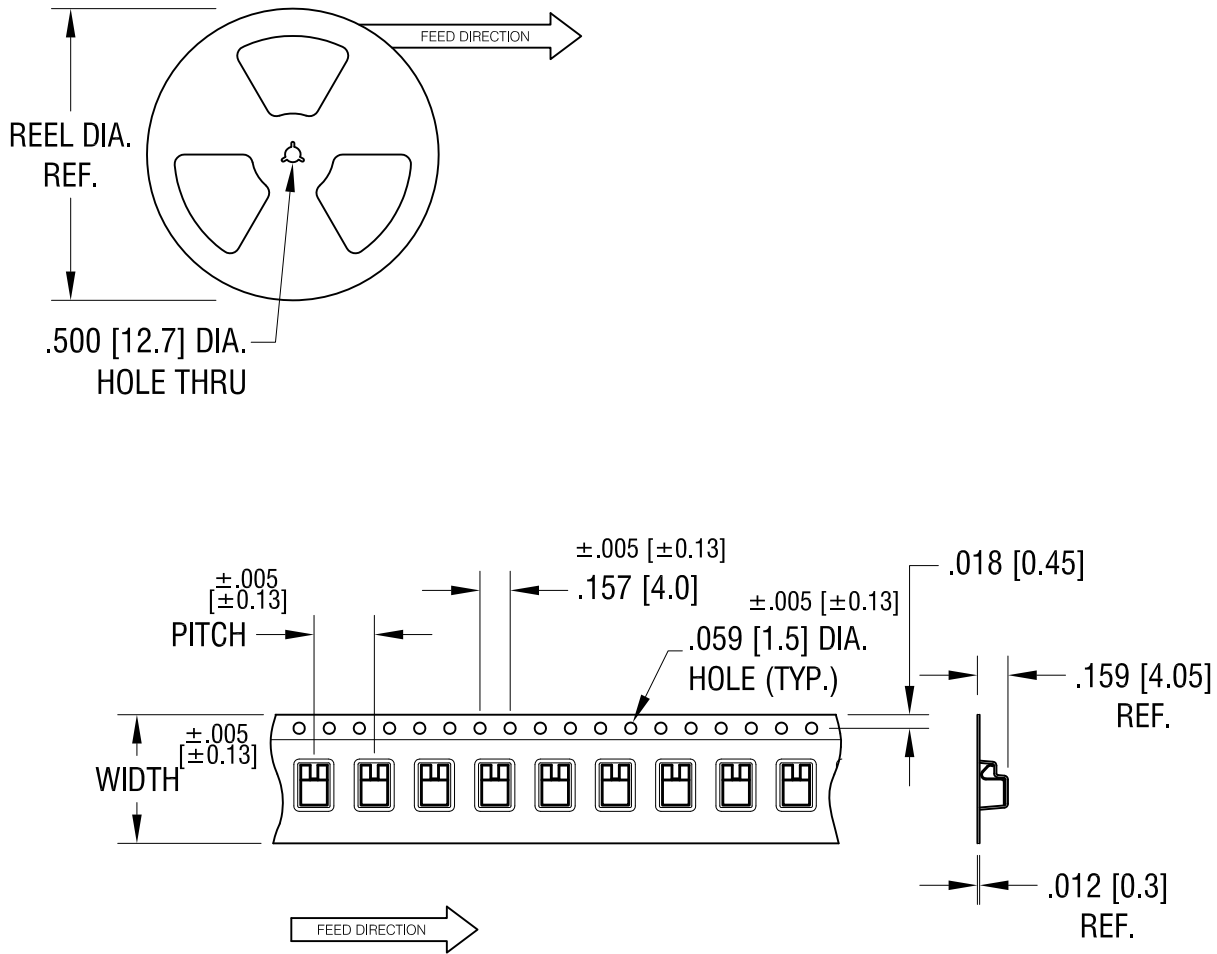 FEED DIRECTION
REEL DIA.
REF.
.500 [12.7] DIA.
HOLE THRU
±.005 [±0.13]
.157 [4.0]
.018 [0.45]
±.005
[±0.13]
PITCH
±.005 [±0.13]
.059 [1.5] DIA.
HOLE (TYP.)
.159 [4.05]
REF.
±.005
[±0.13]
WIDTH
.012 [0.3]
REF.
FEED DIRECTION